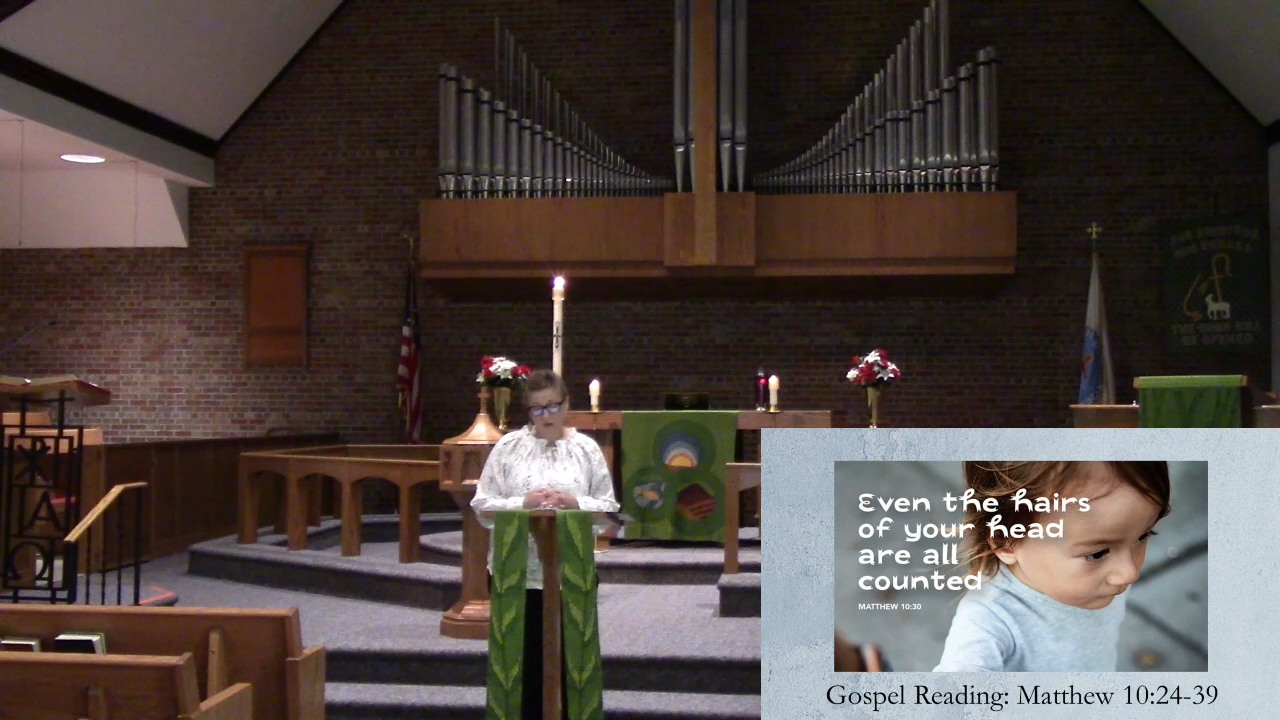 Even the hairs
of your head
are all
counted
MATTHEW 10:30
Gospel Reading: Matthew 10:24-39